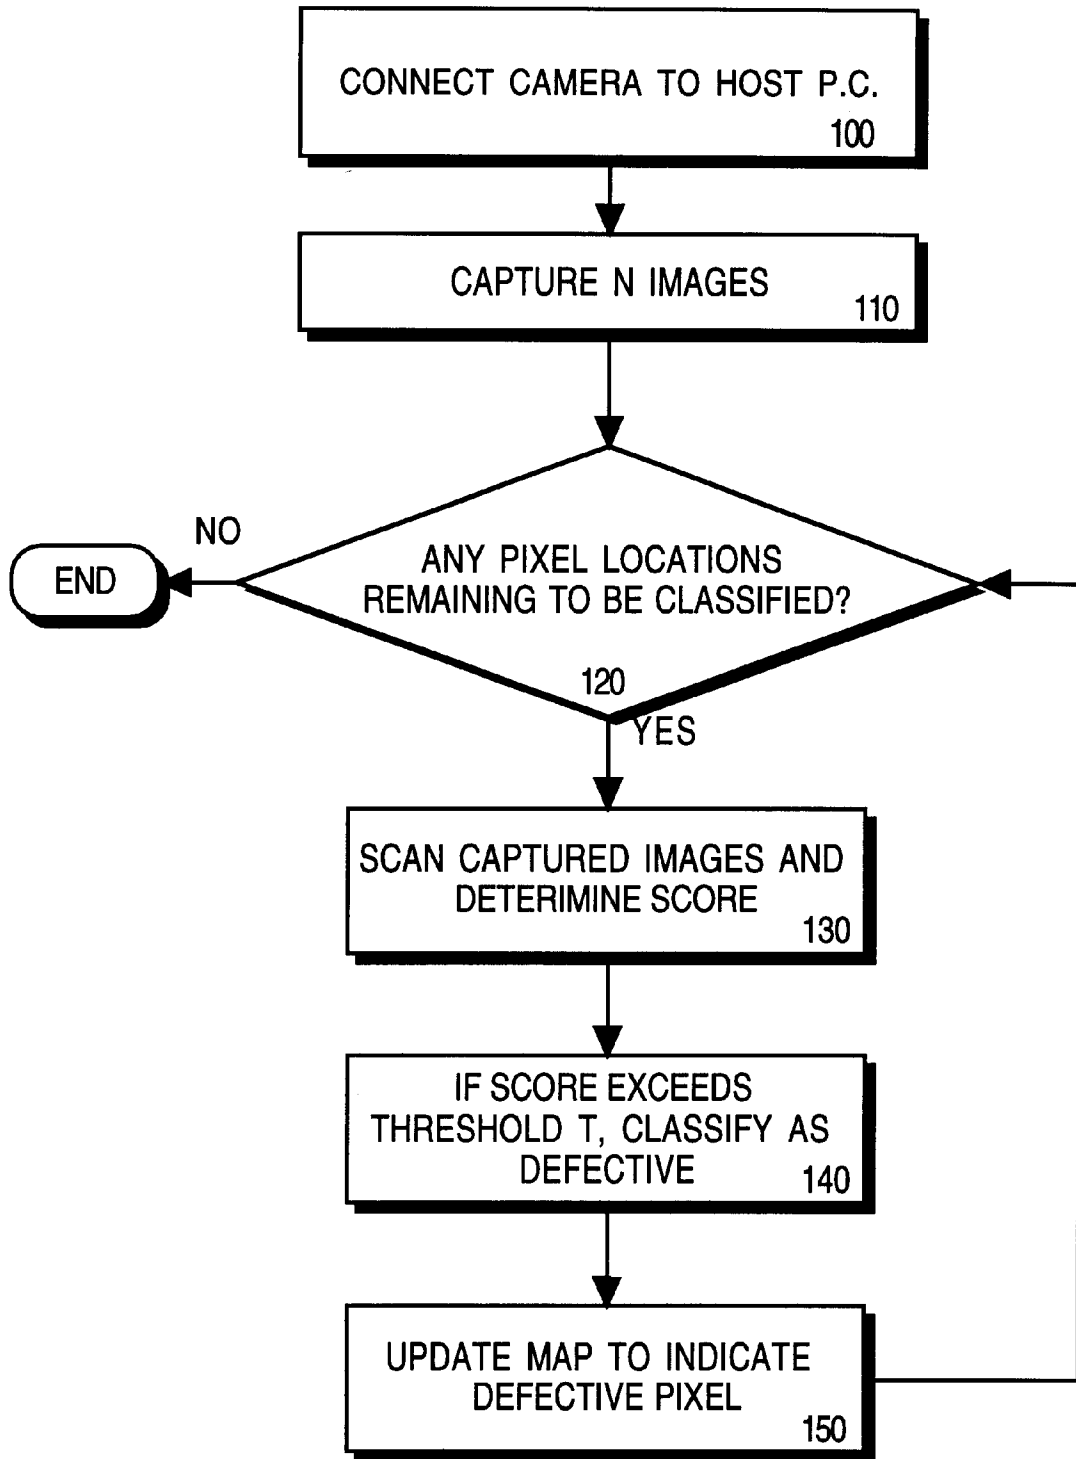 CONNECT CAMERA TO HOST P.C.
100
CAPTURE N IMAGES
110
NO
END
ANY PIXEL LOCATIONS
REMAINING TO BE CLASSIFIED?
120
YES
SCAN CAPTURED IMAGES AND
DETERIMINE SCORE
130
IF SCORE EXCEEDS
THRESHOLD T, CLASSIFY AS
DEFECTIVE
140
UPDATE MAP TO INDICATE
DEFECTIVE PIXEL
150